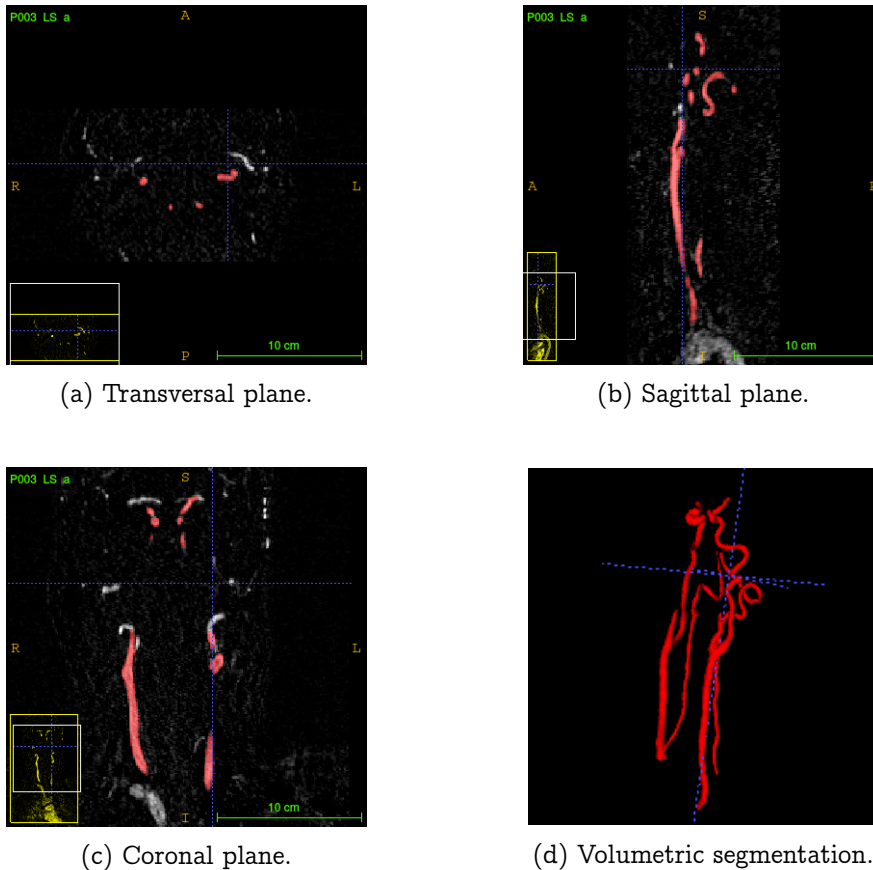 P003 LS a
A
R
L
P
10 cm
(a) Transversal plane.
P003 LS a
S
A
P
I
10 cm
(b) Sagittal plane.
P003 LS a
S
R
L
I
10 cm
(c) Coronal plane.
(d) Volumetric segmentation.